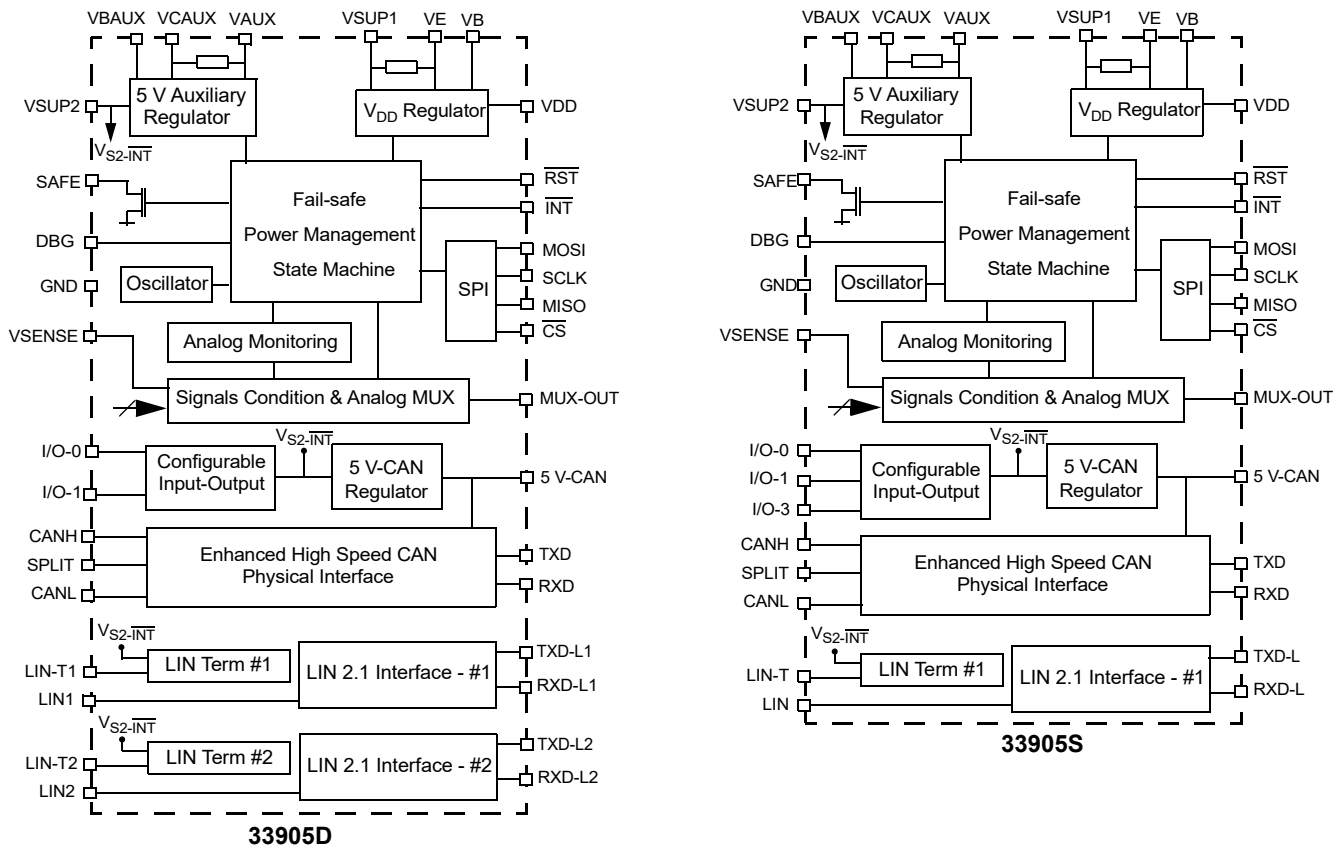 VBAUX VCAUX VAUX VSUP1 VE VB
VSUP2
5 V Auxiliary
Regulator
VDD Regulator
VDD
VS2-INT
SAFE
Fail-safe
Power Management
State Machine
RST
INT
DBG
GND
Oscillator
SPI
MOSI
SCLK
MISO
CS
VSENSE
Analog Monitoring
Signals Condition & Analog MUX
MUX-OUT
I/O-0
I/O-1
Configurable
Input-Output
VS2-INT
5 V-CAN
Regulator
5 V-CAN
CANH
SPLIT
CANL
Enhanced High Speed CAN
Physical Interface
TXD
RXD
VS2-INT
LIN Term #1
LIN-T1
LIN1
LIN 2.1 Interface - #1
TXD-L1
RXD-L1
VS2-INT
LIN Term #2
LIN-T2
LIN2
LIN 2.1 Interface - #2
TXD-L2
RXD-L2
33905D
VBAUX VCAUX VAUX VSUP1 VE VB
VSUP2
5 V Auxiliary
Regulator
VDD Regulator
VDD
VS2-INT
SAFE
Fail-safe
Power Management
State Machine
RST
INT
DBG
GND
Oscillator
SPI
MOSI
SCLK
MISO
CS
VSENSE
Analog Monitoring
Signals Condition & Analog MUX
MUX-OUT
I/O-0
I/O-1
I/O-3
Configurable
Input-Output
VS2-INT
5 V-CAN
Regulator
5 V-CAN
CANH
SPLIT
CANL
Enhanced High Speed CAN
Physical Interface
TXD
RXD
VS2-INT
LIN Term #1
LIN-T
LIN
LIN 2.1 Interface - #1
TXD-L
RXD-L
33905S